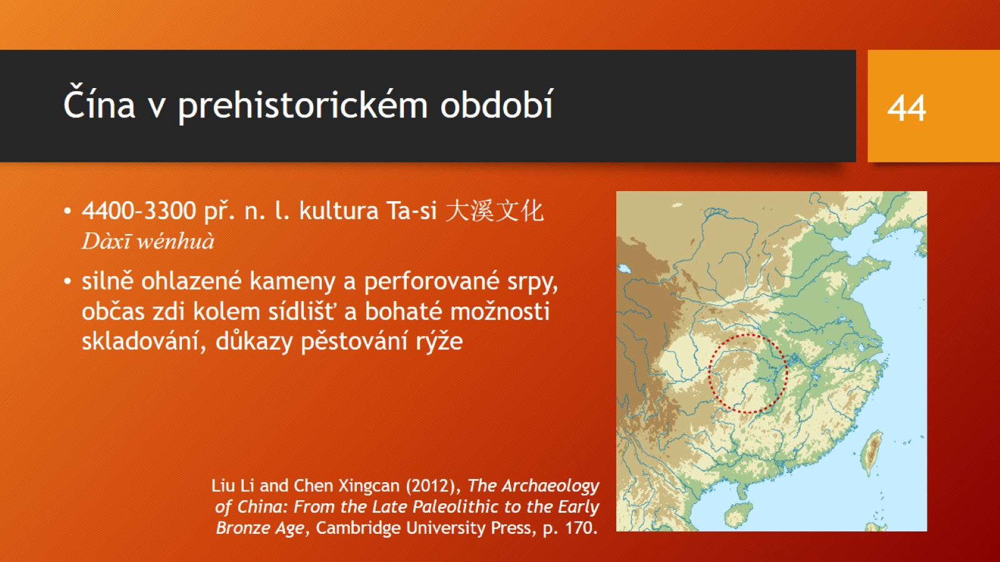 Čína v prehistorickém období
44
• 4400–3300 př. n. l. kultura Ta-si 大溪文化
Dàxī wénhuà
• silně ohlazené kameny a perforované srpy,
občas zdi kolem sídlišť a bohaté možnosti
skladování, důkazy pěstování rýže
Liu Li and Chen Xingcan (2012), The Archaeology
of China: From the Late Paleolithic to the Early
Bronze Age, Cambridge University Press, p. 170.